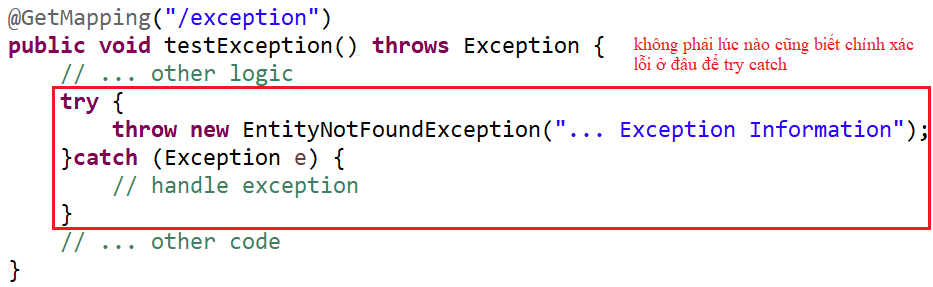 @GetMapping("/exception")
public void testException() throws Exception {
không phải lúc nào cũng biết chính xác
lỗi ở đâu để try catch
// ... other logic
try {
throw new EntityNotFoundException("... Exception Information");
}catch (Exception e) {
// handle exception
}
// ... other code
}